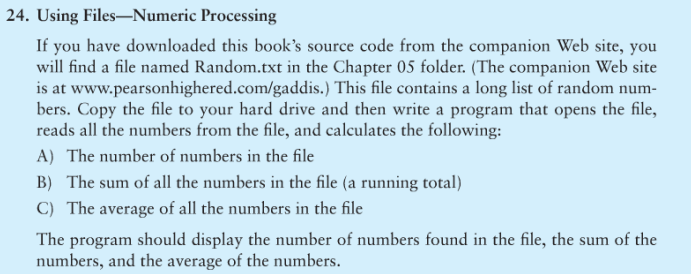 24. Using Files—Numeric Processing
If you have downloaded this book's source code from the companion Web site, you
will find a file named Random.txt in the Chapter 05 folder. (The companion Web site
is at www.pearsonhighered.com/gaddis.) This file contains a long list of random num-
bers. Copy the file to your hard drive and then write a program that opens the file,
reads all the numbers from the file, and calculates the following:
A) The number of numbers in the file
B) The sum of all the numbers in the file (a running total)
C) The average of all the numbers in the file
The program should display the number of numbers found in the file, the sum of the
numbers, and the average of the numbers.